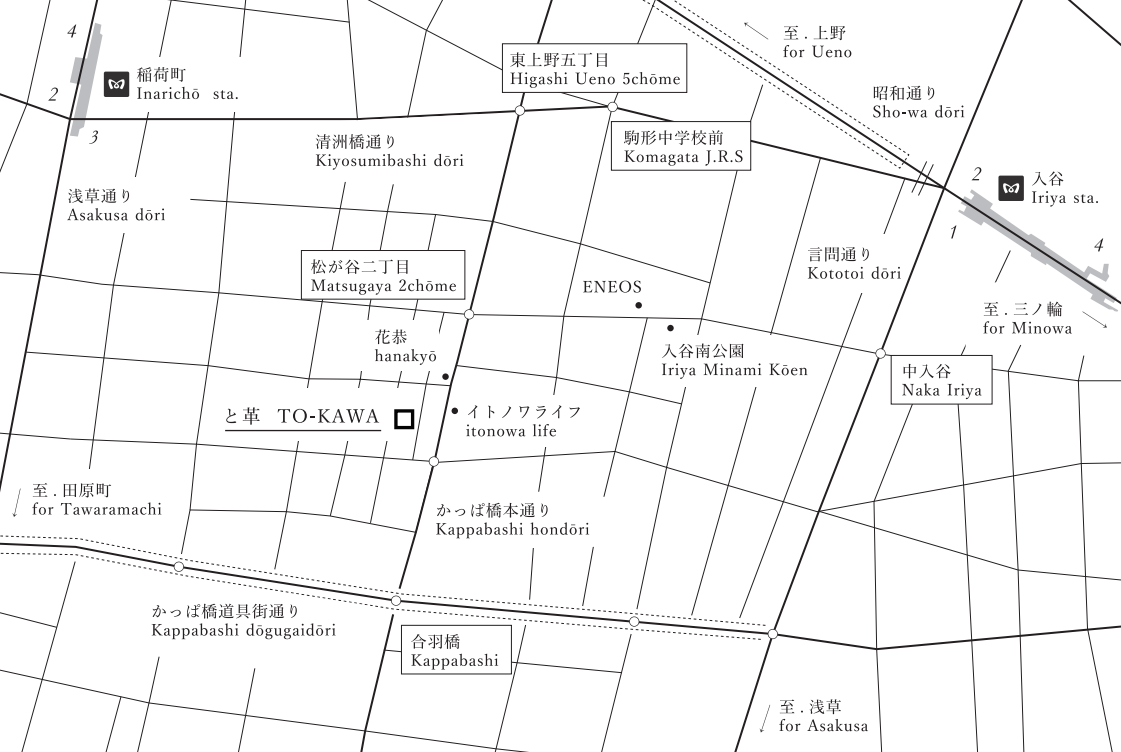 至 . 上野
for Ueno
4
東上野五丁目
Higashi Ueno 5chōme
稲荷町
Inarichō sta.
2
昭和通り
Sho-wa dōri
3
清洲橋通り
Kiyosumibashi dōri
駒形中学校前
Komagata J.R.S
2
入谷
Iriya sta.
浅草通り
Asakusa dōri
1
4
松が谷二丁目
Matsugaya 2chōme
言問通り
Kototoi dōri
ENEOS
至 . 三ノ輪
for Minowa
花恭
hanakyō
入谷南公園
Iriya Minami Kōen
中入谷
Naka Iriya
と革 TO-KAWA
イトノワライフ
itonowa life
至 . 田原町
for Tawaramachi
かっぱ橋本通り
Kappabashi hondōri
かっぱ橋道具街通り
Kappabashi dōgugaidōri
合羽橋
Kappabashi
至 . 浅草
for Asakusa